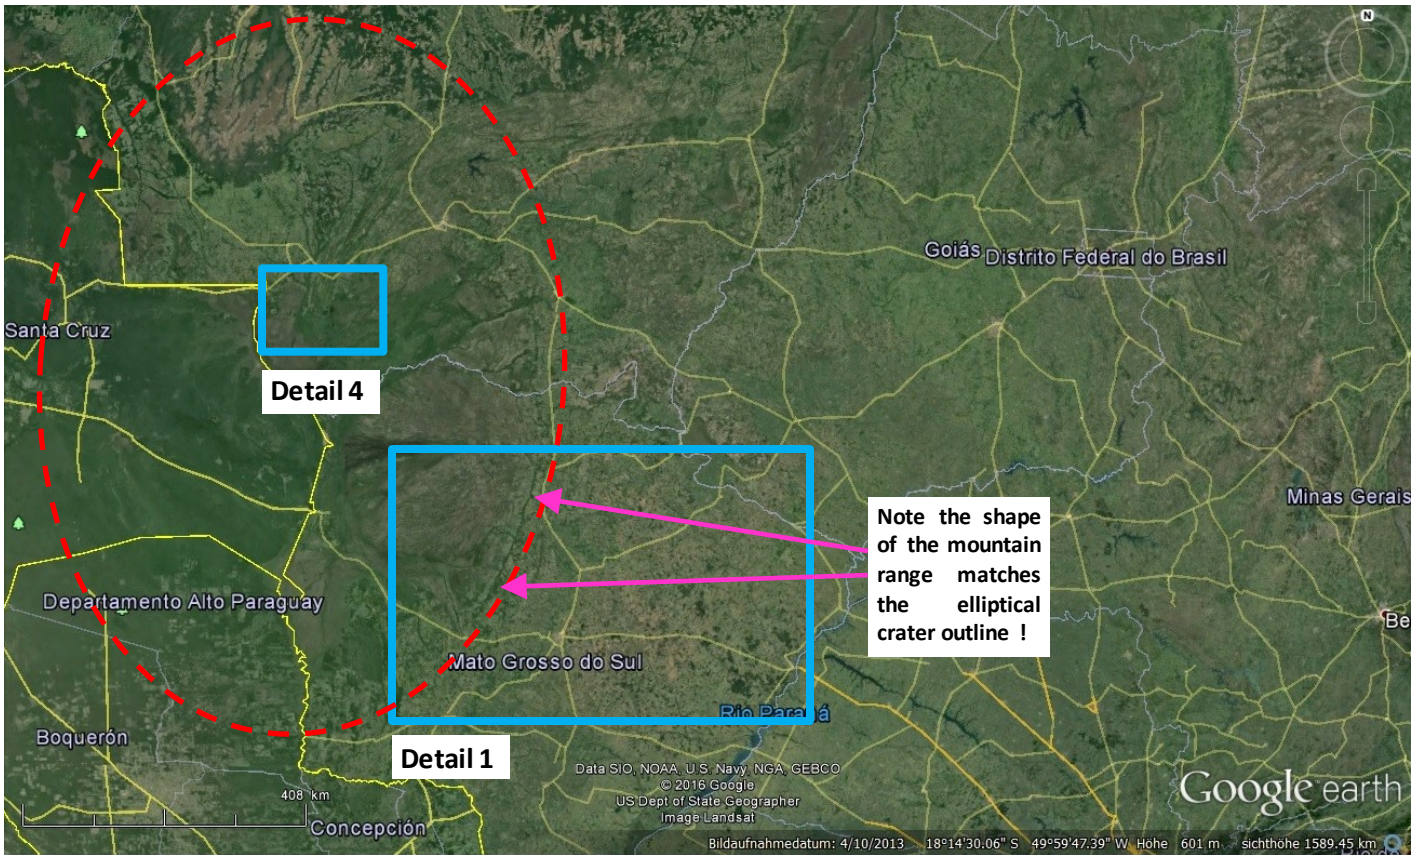 N
Goiás
Distrito Federal do Brasil
Santa Cruz
Detail 4
Minas Gerais
Note the shape
of the mountain
range matches
the elliptical
crater outline !
Departamento Alto Paraguay
Mato Grosso do Sul
Be
Rio Paraná
Boquerón
Detail 1
Data SIO, NOAA, U.S. Navy, NGA, GEBCO
© 2016 Google
US Dept of State Geographer
Image Landsat
Google earth
408 km
Concepción
Bildaufnahmedatum: 4/10/2013 18°14'30.06" S 49°59'47.39" W Höhe 601 m sichthöhe 1589.45 km